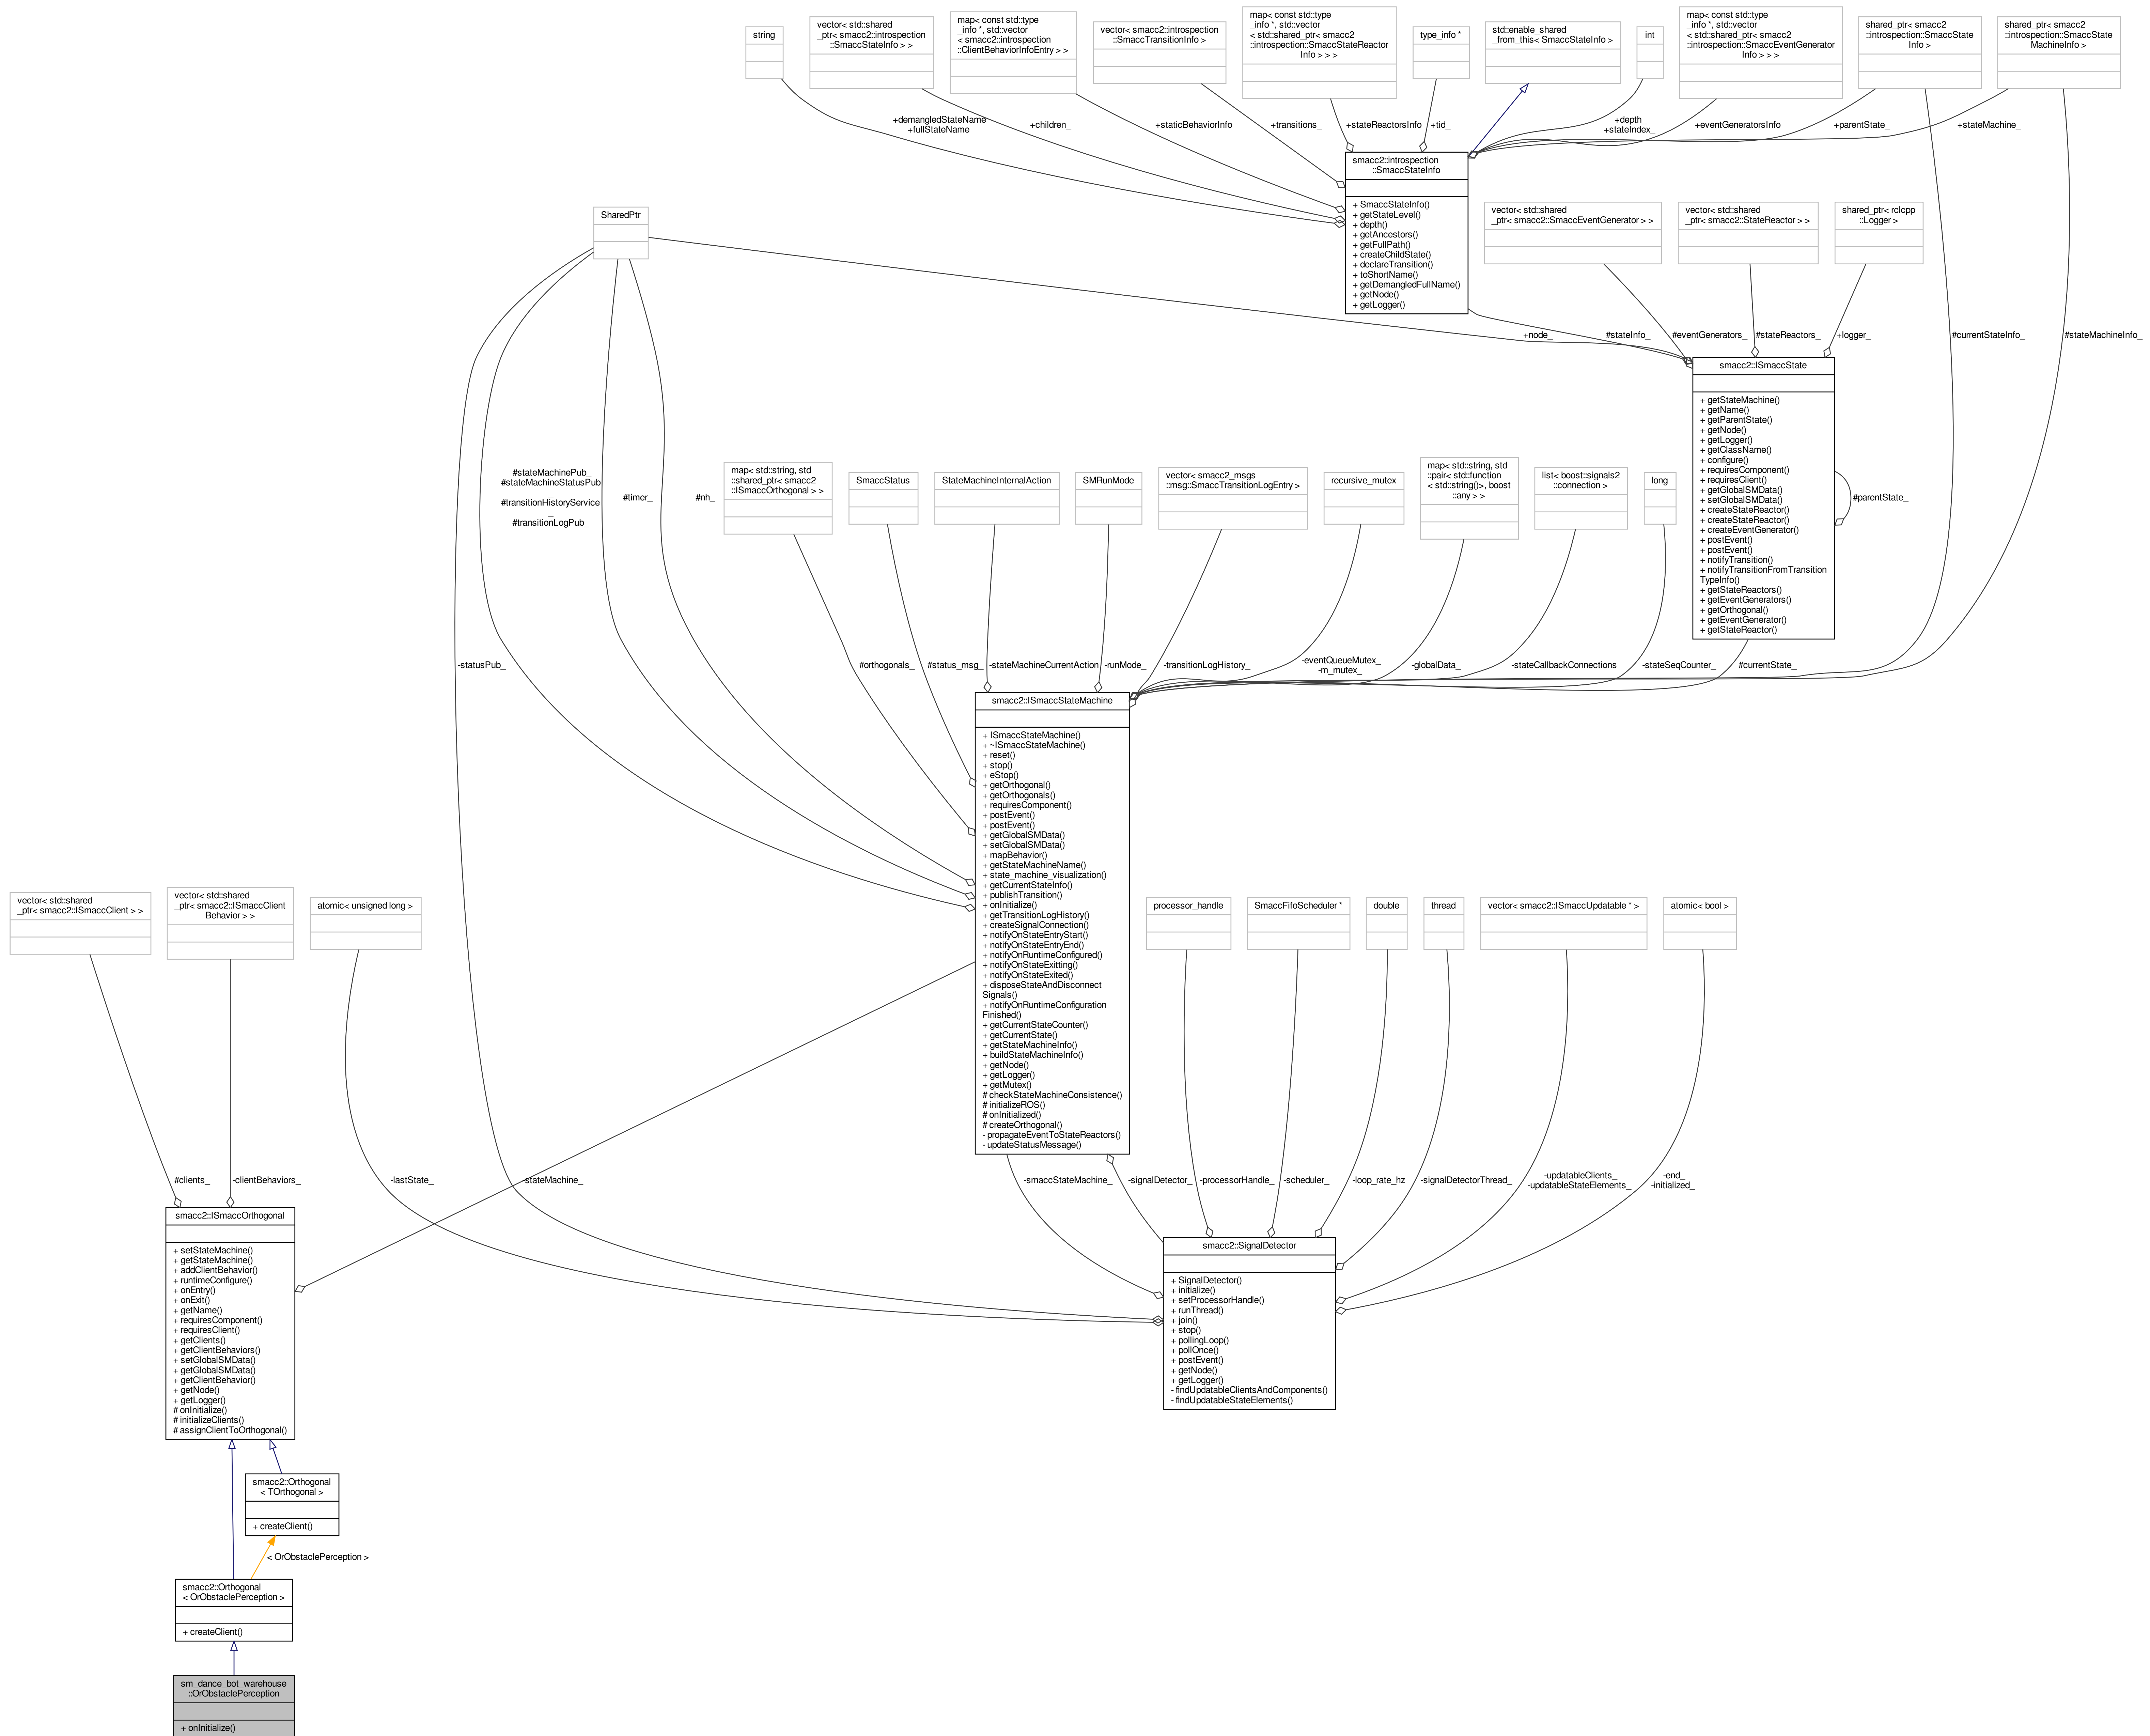 string
vector< std::shared
_ptr< smacc2::introspection
::SmaccStateInfo > >
map< const std::type
_info *, std::vector
< smacc2::introspection
::ClientBehaviorInfoEntry > >
vector< smacc2::introspection
::SmaccTransitionInfo >
map< const std::type
_info *, std::vector
< std::shared_ptr< smacc2
::introspection::SmaccStateReactor
Info > > >
type_info *
std::enable_shared
_from_this< SmaccStateInfo >
int
map< const std::type
_info *, std::vector
< std::shared_ptr< smacc2
::introspection::SmaccEventGenerator
Info > > >
shared_ptr< smacc2
::introspection::SmaccState
Info >
shared_ptr< smacc2
::introspection::SmaccState
MachineInfo >
+demangledStateName
+fullStateName
+children_
+staticBehaviorInfo
+transitions_
+stateReactorsInfo
+tid_
+depth_
+stateIndex_
+eventGeneratorsInfo
+parentState_
+stateMachine_
smacc2::introspection
::SmaccStateInfo
+ SmaccStateInfo()
+ getStateLevel()
+ depth()
+ getAncestors()
+ getFullPath()
+ createChildState()
+ declareTransition()
+ toShortName()
+ getDemangledFullName()
+ getNode()
+ getLogger()
SharedPtr
vector< std::shared
_ptr< smacc2::SmaccEventGenerator > >
vector< std::shared
_ptr< smacc2::StateReactor > >
shared_ptr< rclcpp
::Logger >
+node_
#stateInfo_
#eventGenerators_
#stateReactors_
+logger_
#currentStateInfo_
#stateMachineInfo_
smacc2::ISmaccState
+ getStateMachine()
+ getName()
+ getParentState()
+ getNode()
+ getLogger()
+ getClassName()
+ configure()
+ requiresComponent()
+ requiresClient()
+ getGlobalSMData()
+ setGlobalSMData()
+ createStateReactor()
+ createStateReactor()
+ createEventGenerator()
+ postEvent()
+ postEvent()
+ notifyTransition()
+ notifyTransitionFromTransition
TypeInfo()
+ getStateReactors()
+ getEventGenerators()
+ getOrthogonal()
+ getEventGenerator()
+ getStateReactor()
#parentState_
#stateMachinePub_
#stateMachineStatusPub
_
#transitionHistoryService
_
#transitionLogPub_
#timer_
#nh_
map< std::string, std
::shared_ptr< smacc2
::ISmaccOrthogonal > >
SmaccStatus
StateMachineInternalAction
SMRunMode
vector< smacc2_msgs
::msg::SmaccTransitionLogEntry >
recursive_mutex
map< std::string, std
::pair< std::function
< std::string()>, boost
::any > >
list< boost::signals2
::connection >
long
-statusPub_
#orthogonals_
#status_msg_
-stateMachineCurrentAction
-runMode_
-transitionLogHistory_
-eventQueueMutex_
-m_mutex_
-globalData_
-stateCallbackConnections
-stateSeqCounter_
#currentState_
smacc2::ISmaccStateMachine
+ ISmaccStateMachine()
+ ~ISmaccStateMachine()
+ reset()
+ stop()
+ eStop()
+ getOrthogonal()
+ getOrthogonals()
+ requiresComponent()
+ postEvent()
+ postEvent()
+ getGlobalSMData()
+ setGlobalSMData()
+ mapBehavior()
+ getStateMachineName()
+ state_machine_visualization()
+ getCurrentStateInfo()
+ publishTransition()
+ onInitialize()
+ getTransitionLogHistory()
+ createSignalConnection()
+ notifyOnStateEntryStart()
+ notifyOnStateEntryEnd()
+ notifyOnRuntimeConfigured()
+ notifyOnStateExitting()
+ notifyOnStateExited()
+ disposeStateAndDisconnect
Signals()
+ notifyOnRuntimeConfiguration
Finished()
+ getCurrentStateCounter()
+ getCurrentState()
+ getStateMachineInfo()
+ buildStateMachineInfo()
+ getNode()
+ getLogger()
+ getMutex()
# checkStateMachineConsistence()
# initializeROS()
# onInitialized()
# createOrthogonal()
- propagateEventToStateReactors()
- updateStatusMessage()
vector< std::shared
_ptr< smacc2::ISmaccClient > >
vector< std::shared
_ptr< smacc2::ISmaccClient
Behavior > >
atomic< unsigned long >
processor_handle
SmaccFifoScheduler *
double
thread
vector< smacc2::ISmaccUpdatable * >
atomic< bool >
#clients_
-clientBehaviors_
-lastState_
-stateMachine_
-smaccStateMachine_
-signalDetector_
-processorHandle_
-scheduler_
-loop_rate_hz
-signalDetectorThread_
-updatableClients_
-updatableStateElements_
-end_
-initialized_
smacc2::ISmaccOrthogonal
+ setStateMachine()
+ getStateMachine()
+ addClientBehavior()
+ runtimeConfigure()
+ onEntry()
+ onExit()
+ getName()
+ requiresComponent()
+ requiresClient()
+ getClients()
+ getClientBehaviors()
+ setGlobalSMData()
+ getGlobalSMData()
+ getClientBehavior()
+ getNode()
+ getLogger()
# onInitialize()
# initializeClients()
# assignClientToOrthogonal()
smacc2::SignalDetector
+ SignalDetector()
+ initialize()
+ setProcessorHandle()
+ runThread()
+ join()
+ stop()
+ pollingLoop()
+ pollOnce()
+ postEvent()
+ getNode()
+ getLogger()
- findUpdatableClientsAndComponents()
- findUpdatableStateElements()
smacc2::Orthogonal
< TOrthogonal >
+ createClient()
< OrObstaclePerception >
smacc2::Orthogonal
< OrObstaclePerception >
+ createClient()
sm_dance_bot_warehouse
::OrObstaclePerception
+ onInitialize()